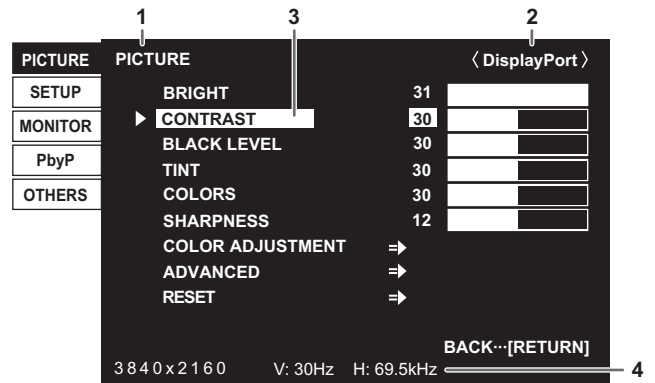 1 3 2
PICTURE PICTURE 〈DisplayPort〉
SETUP BRIGHT 31
MONITOR CONTRAST 30
BLACK LEVEL 30
PbyP TINT 30
OTHERS COLORS 30
SHARPNESS 12
COLOR ADJUSTMENT
ADVANCED
RESET
BACK···[RETURN]
3840x2160 V: 30Hz H: 69.5kHz 4